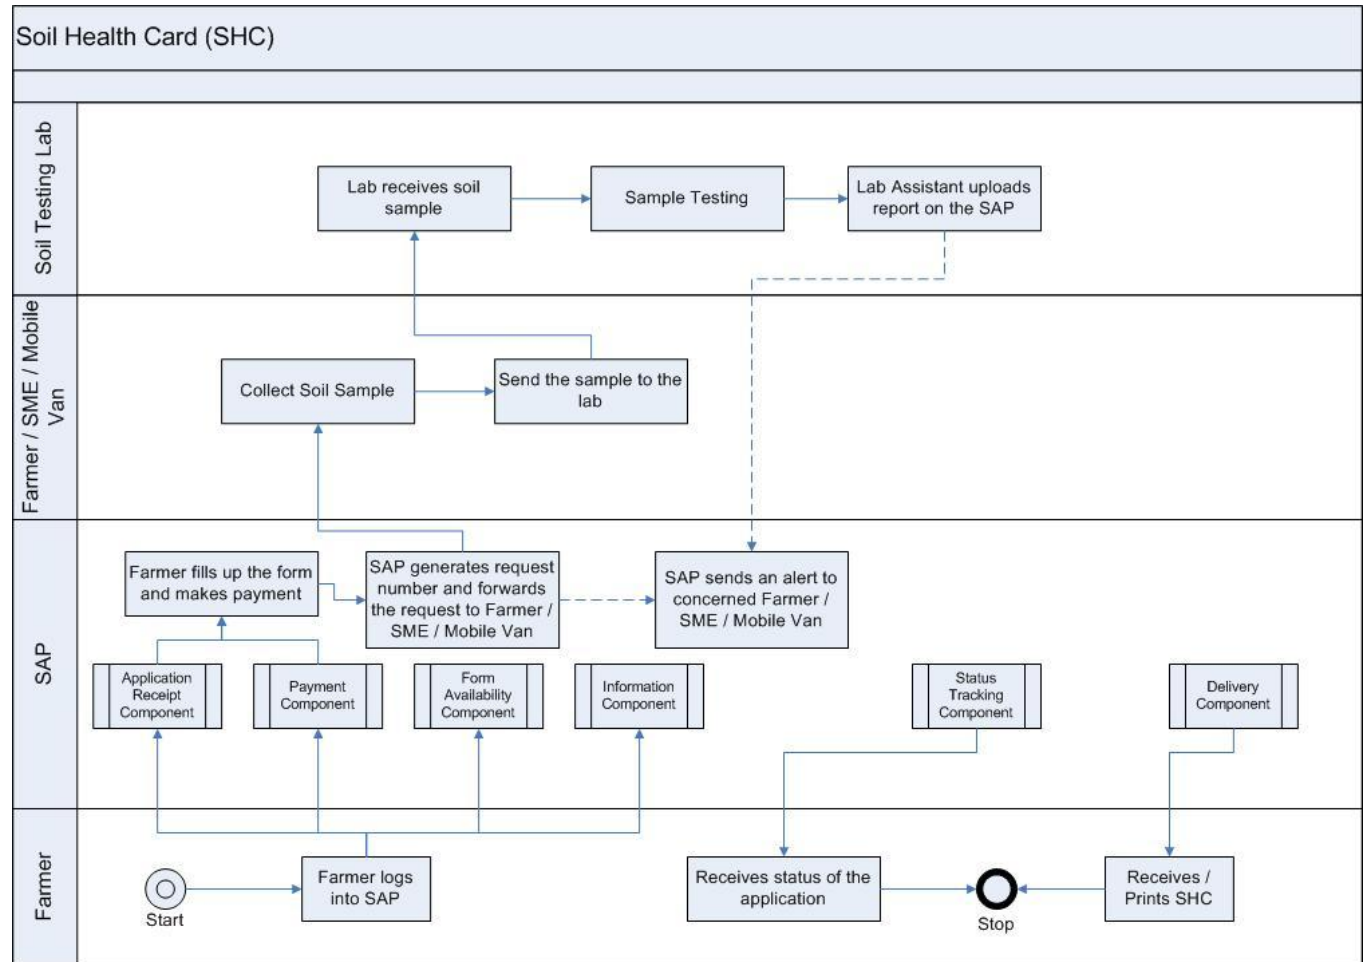 Soil Health Card (SHC)
Soil Testing Lab
Lab receives soil
sample
Sample Testing
Lab Assistant uploads
report on the SAP
Farmer / SME / Mobile
Van
Collect Soil Sample
Send the sample to the
lab
SAP
Farmer fills up the form
and makes payment
SAP generates request
number and forwards
the request to Farmer /
SME / Mobile Van
SAP sends an alert to
concerned Farmer /
SME / Mobile Van
Application
Receipt
Component
Payment
Component
Form
Availability
Component
Information
Component
Status
Tracking
Component
Delivery
Component
Farmer
Start
Farmer logs
into SAP
Receives status of the
application
Stop
Receives /
Prints SHC